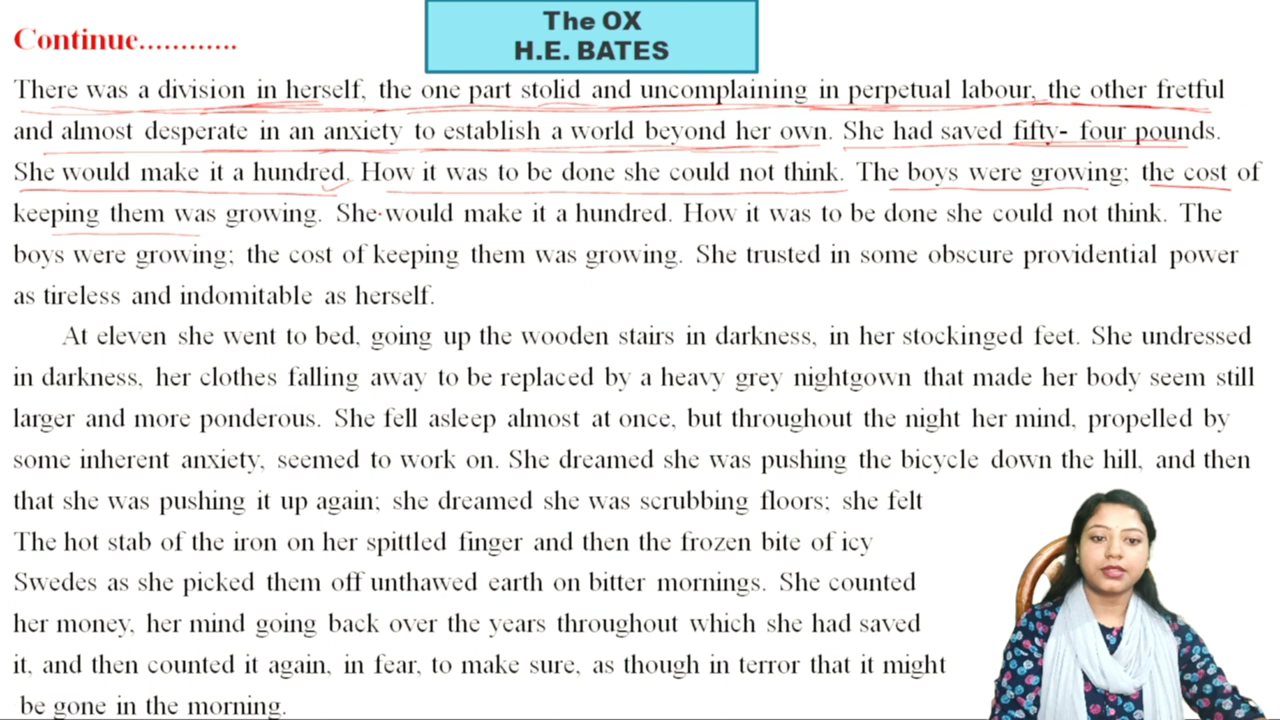 The OX
H.E. BATES
Continue............
There was a division in herself, the one part stolid and uncomplaining in perpetual labour, the other fretful
and almost desperate in an anxiety to establish a world beyond her own. She had saved fifty- four pounds.
She would make it a hundred. How it was to be done she could not think. The boys were growing; the cost of
keeping them was growing. She would make it a hundred. How it was to be done she could not think. The
boys were growing; the cost of keeping them was growing. She trusted in some obscure providential power
as tireless and indomitable as herself.
At eleven she went to bed, going up the wooden stairs in darkness, in her stockinged feet. She undressed
in darkness, her clothes falling away to be replaced by a heavy grey nightgown that made her body seem still
larger and more ponderous. She fell asleep almost at once, but throughout the night her mind, propelled by
some inherent anxiety, seemed to work on. She dreamed she was pushing the bicycle down the hill, and then
that she was pushing it up again; she dreamed she was scrubbing floors; she felt
The hot stab of the iron on her spittled finger and then the frozen bite of icy
Swedes as she picked them off unthawed earth on bitter mornings. She counted
her money, her mind going back over the years throughout which she had saved
it, and then counted it again, in fear, to make sure, as though in terror that it might
be gone in the morning.